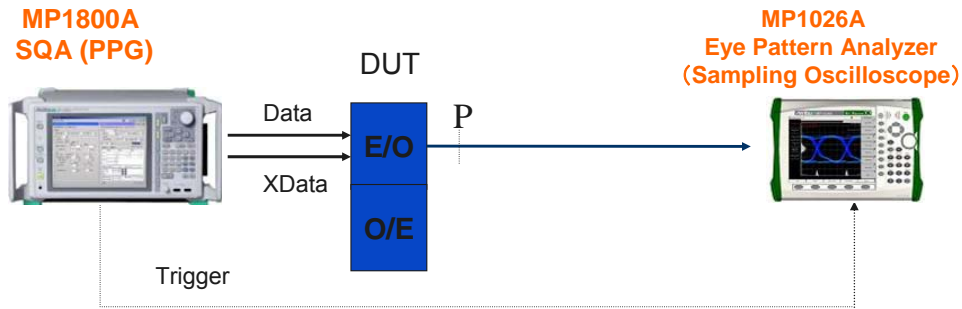 MP1800A
SQA (PPG)
MP1026A
Eye Pattern Analyzer
（Sampling Oscilloscope）
DUT
Data
XData
E/O
P
O/E
Trigger